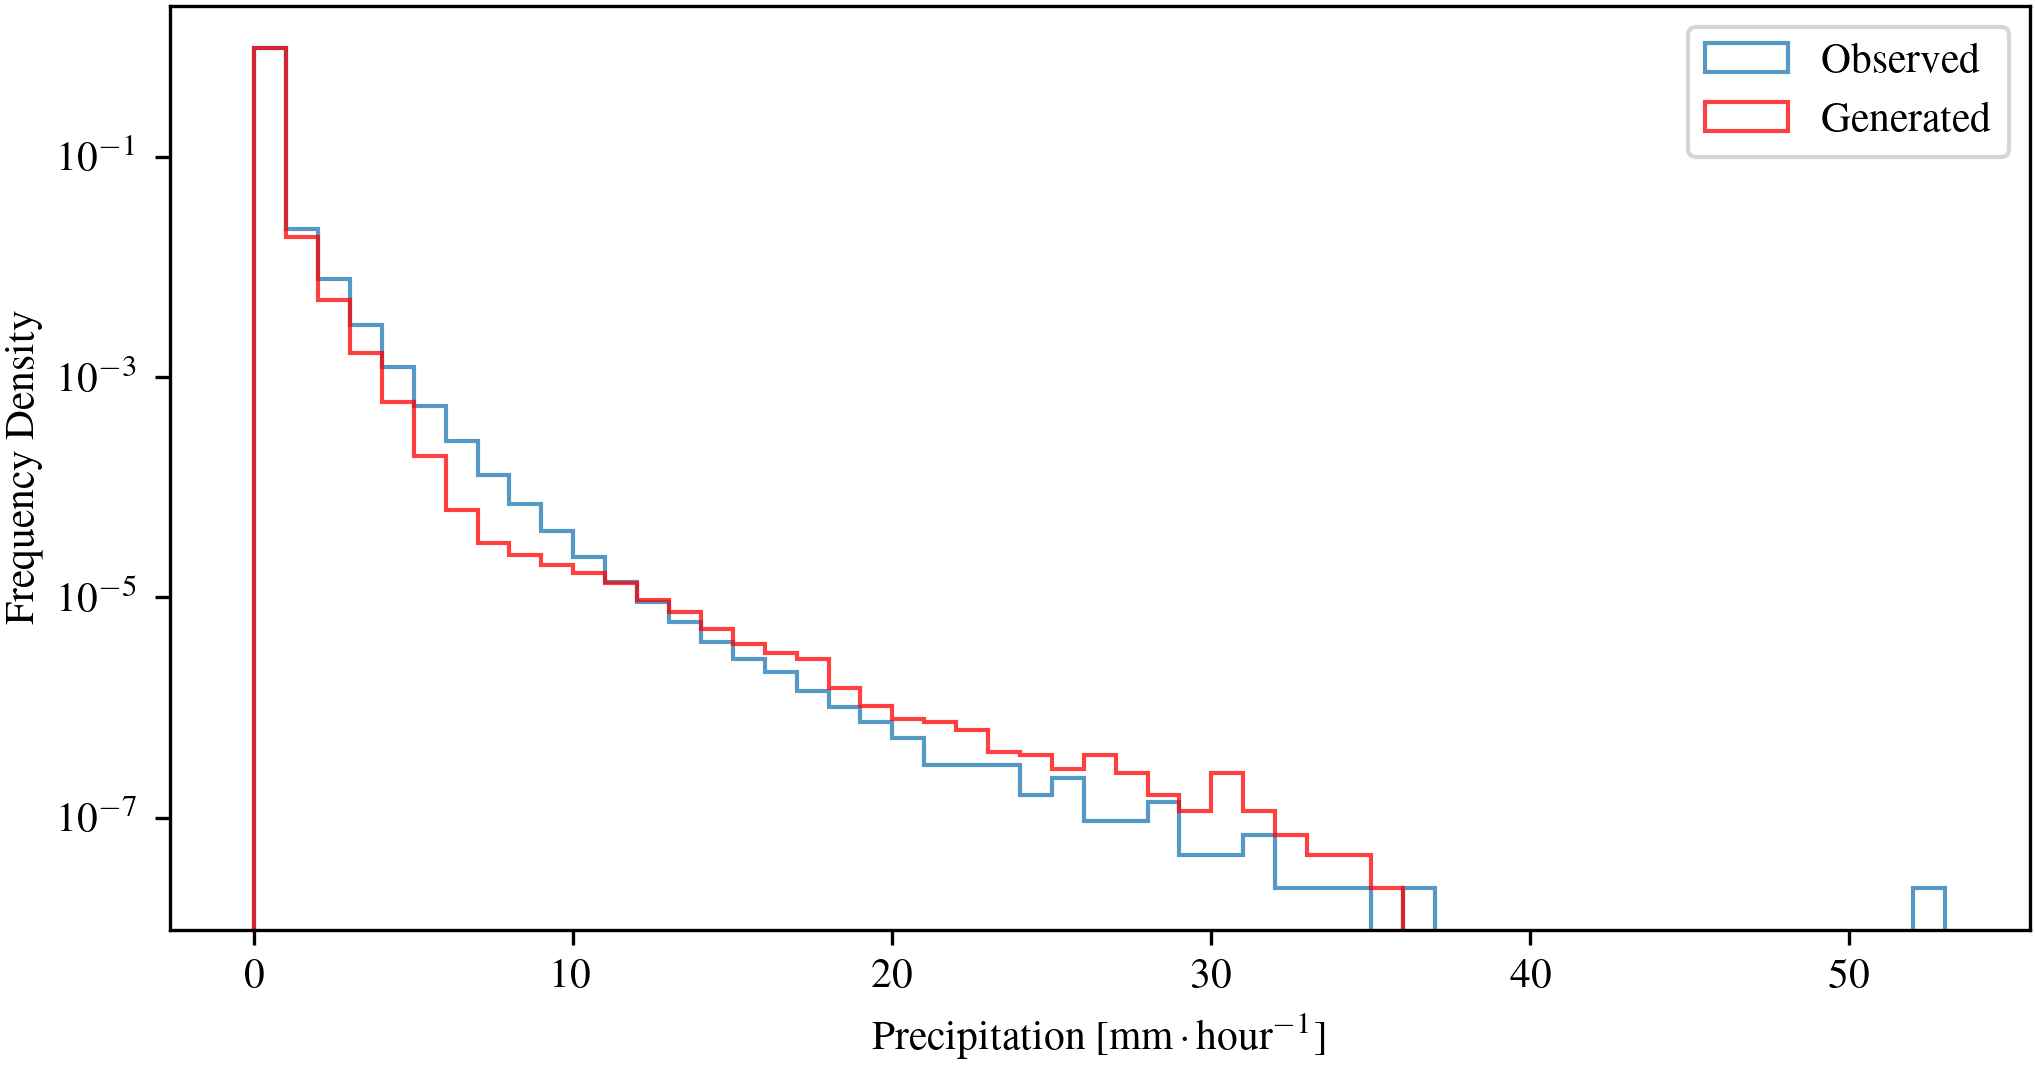 Observed
Generated
10⁻¹
10⁻³
10⁻⁵
10⁻⁷
Frequency Density
0 10 20 30 40 50
Precipitation [mm · hour⁻¹]